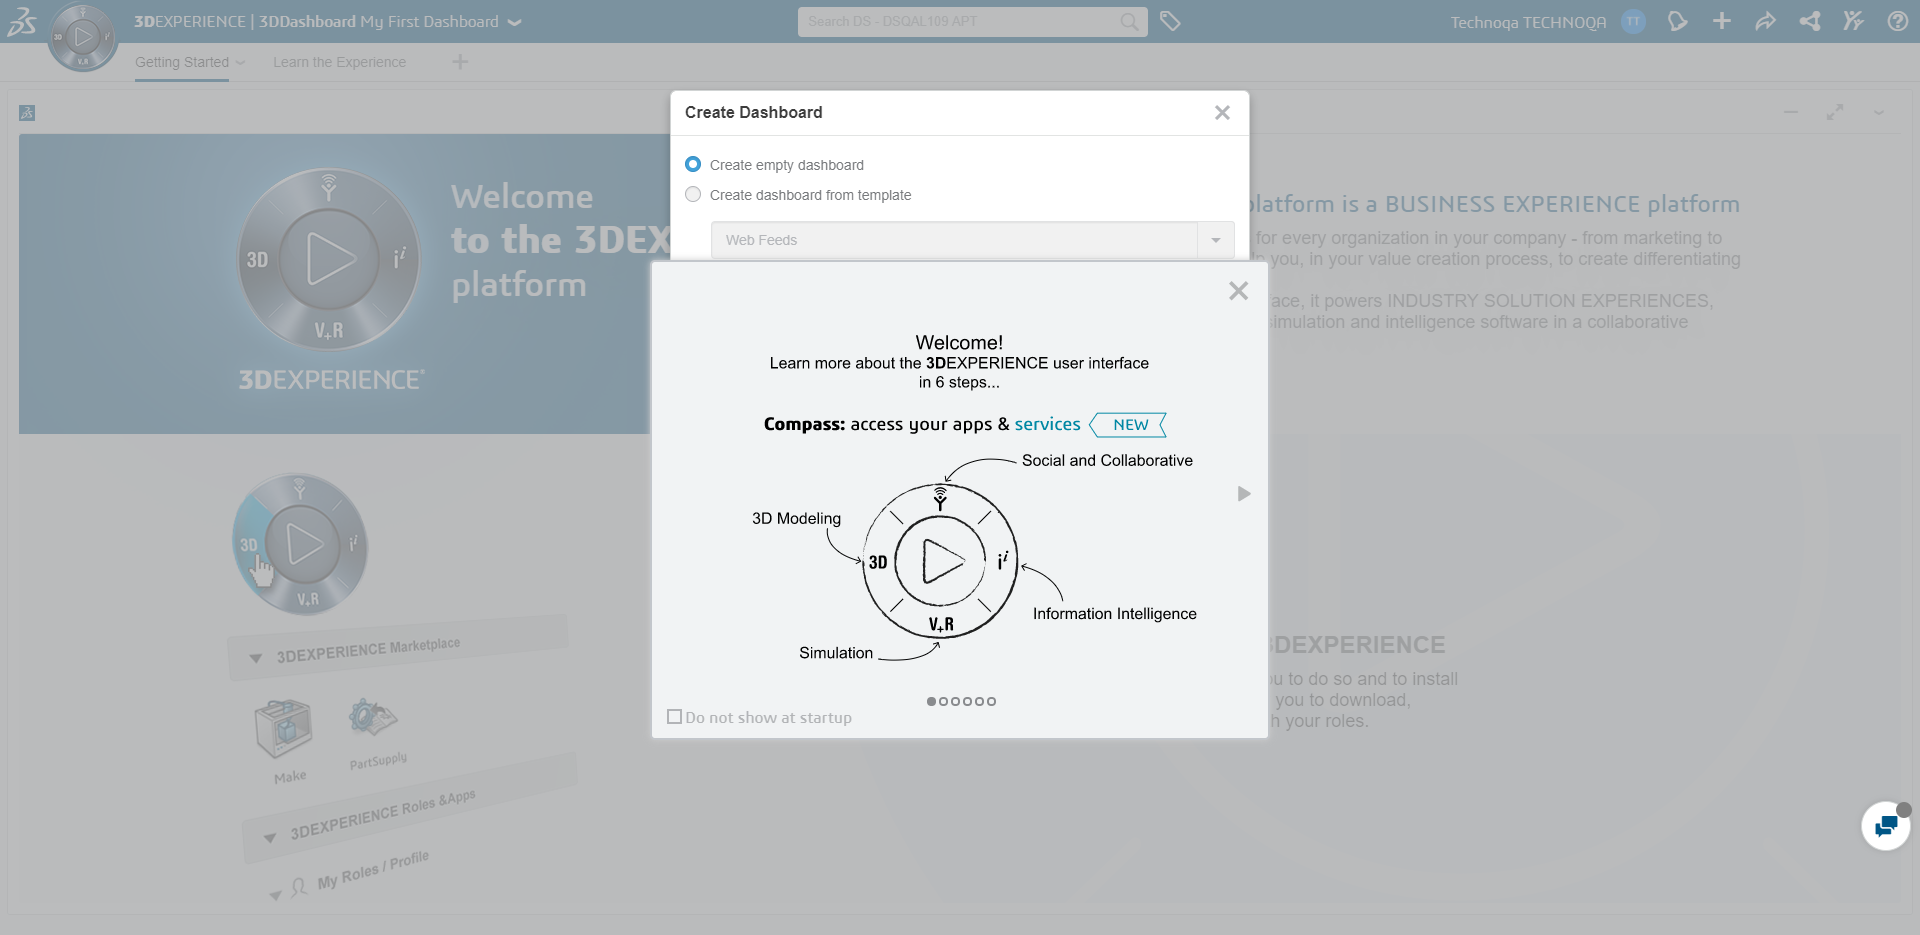 3DEXPERIENCE | 3DDashboard My First Dashboard
Search DS - DSQAL109 APT
Technoqa TECHNOQA
TT
3D
V+R
Getting Started
Learn the Experience
Create Dashboard
Create empty dashboard
Create dashboard from template
Web Feeds
Welcome
to the 3DEX
platform
3D
V+R
3DEXPERIENCE
platform is a BUSINESS EXPERIENCE platform
for every organization in your company - from marketing to
you, in your value creation process, to create differentiating
ace, it powers INDUSTRY SOLUTION EXPERIENCES,
simulation and intelligence software in a collaborative
Welcome!
Learn more about the 3DEXPERIENCE user interface
in 6 steps...
Compass: access your apps & services NEW
Social and Collaborative
3D Modeling
3D
V+R
Information Intelligence
Simulation
Do not show at startup
3D
V+R
3DEXPERIENCE Marketplace
Make
PartSupply
3DEXPERIENCE Roles &Apps
My Roles / Profile
3DEXPERIENCE
u to do so and to install
you to download,
h your roles.